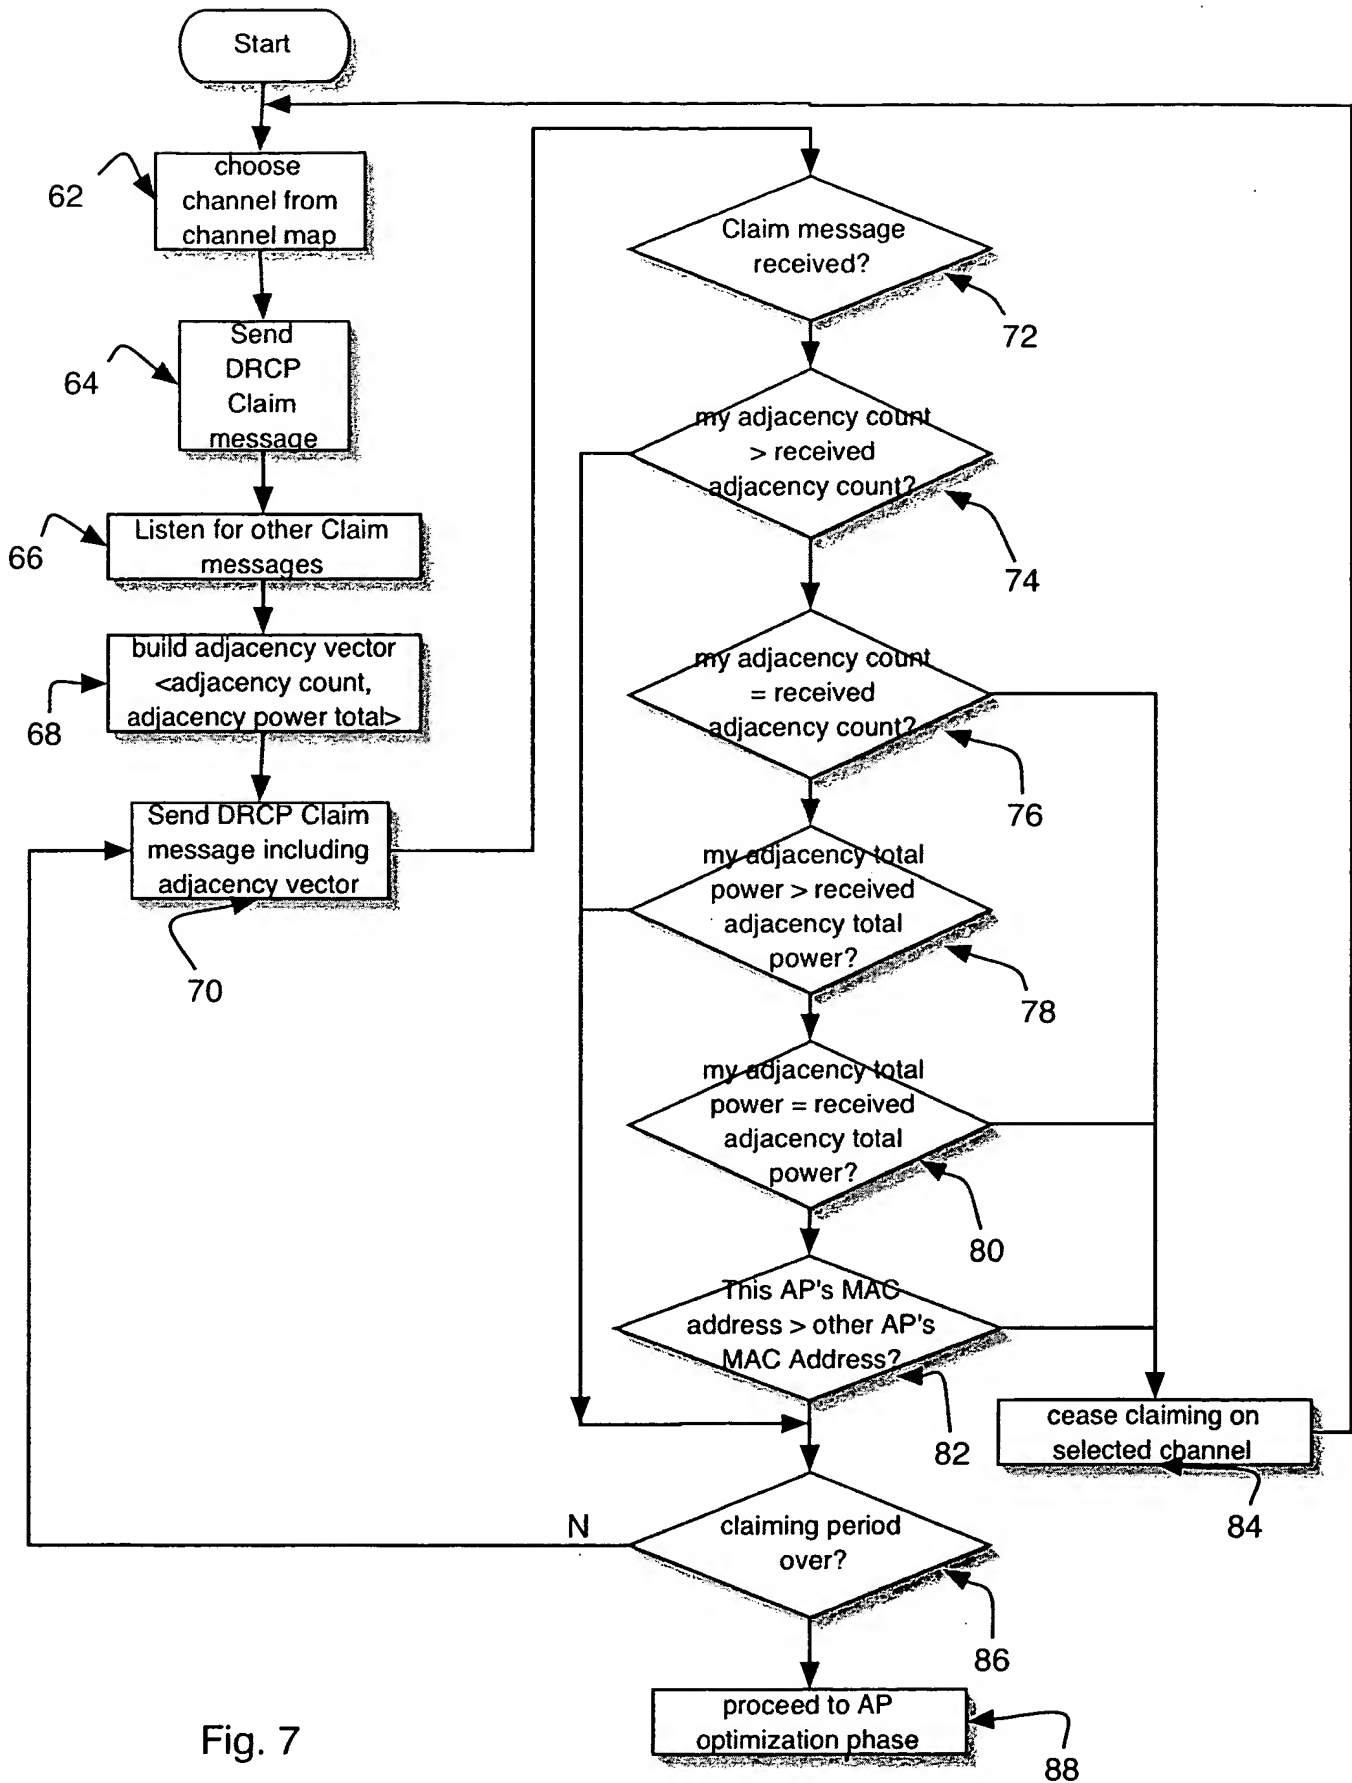 Start
choose
channel from
channel map
62
Send
DRCP
Claim
message
64
Listen for other Claim
messages
66
build adjacency vector
<adjacency count,
adjacency power total>
68
Send DRCP Claim
message including
adjacency vector
70
Claim message
received?
72
my adjacency count
> received
adjacency count?
74
my adjacency count
= received
adjacency count?
76
my adjacency total
power > received
adjacency total
power?
78
my adjacency total
power = received
adjacency total
power?
80
This AP's MAC
address > other AP's
MAC Address?
82
cease claiming on
selected channel
84
claiming period
over?
N
86
proceed to AP
optimization phase
88
Fig. 7